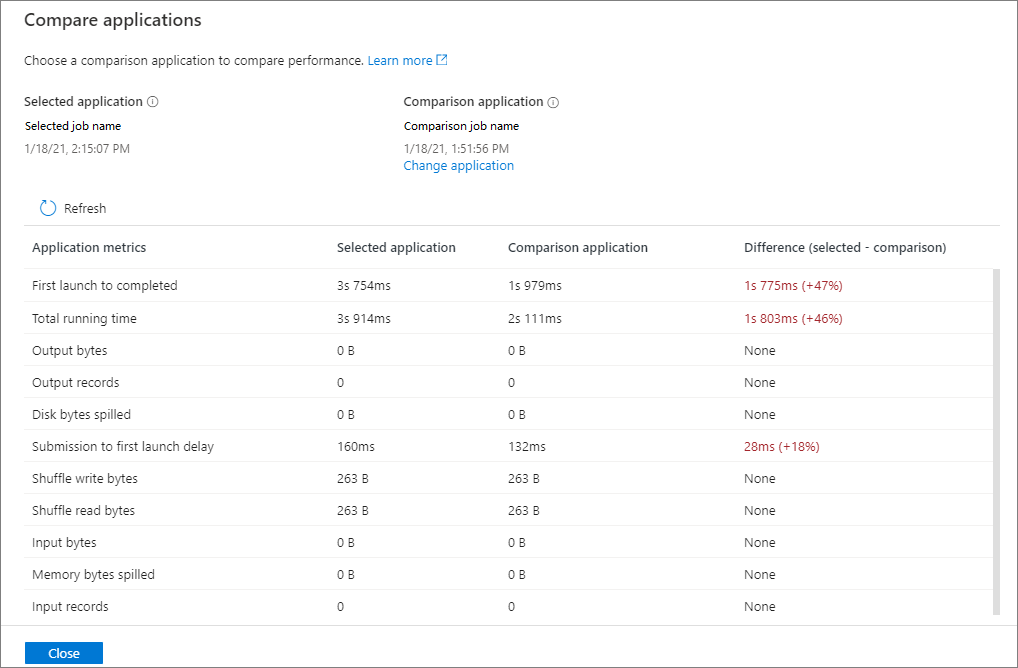 Compare applications
Choose a comparison application to compare performance. Learn more
Selected application Comparison application
Selected job name Comparison job name
1/18/21, 2:15:07 PM 1/18/21, 1:51:56 PM
Change application
Refresh
Application metrics Selected application Comparison application Difference (selected - comparison)
First launch to completed 3s 754ms 1s 979ms 1s 775ms (+47%)
Total running time 3s 914ms 2s 111ms 1s 803ms (+46%)
Output bytes 0 B 0 B None
Output records 0 0 None
Disk bytes spilled 0 B 0 B None
Submission to first launch delay 160ms 132ms 28ms (+18%)
Shuffle write bytes 263 B 263 B None
Shuffle read bytes 263 B 263 B None
Input bytes 0 B 0 B None
Memory bytes spilled 0 B 0 B None
Input records 0 0 None
Close